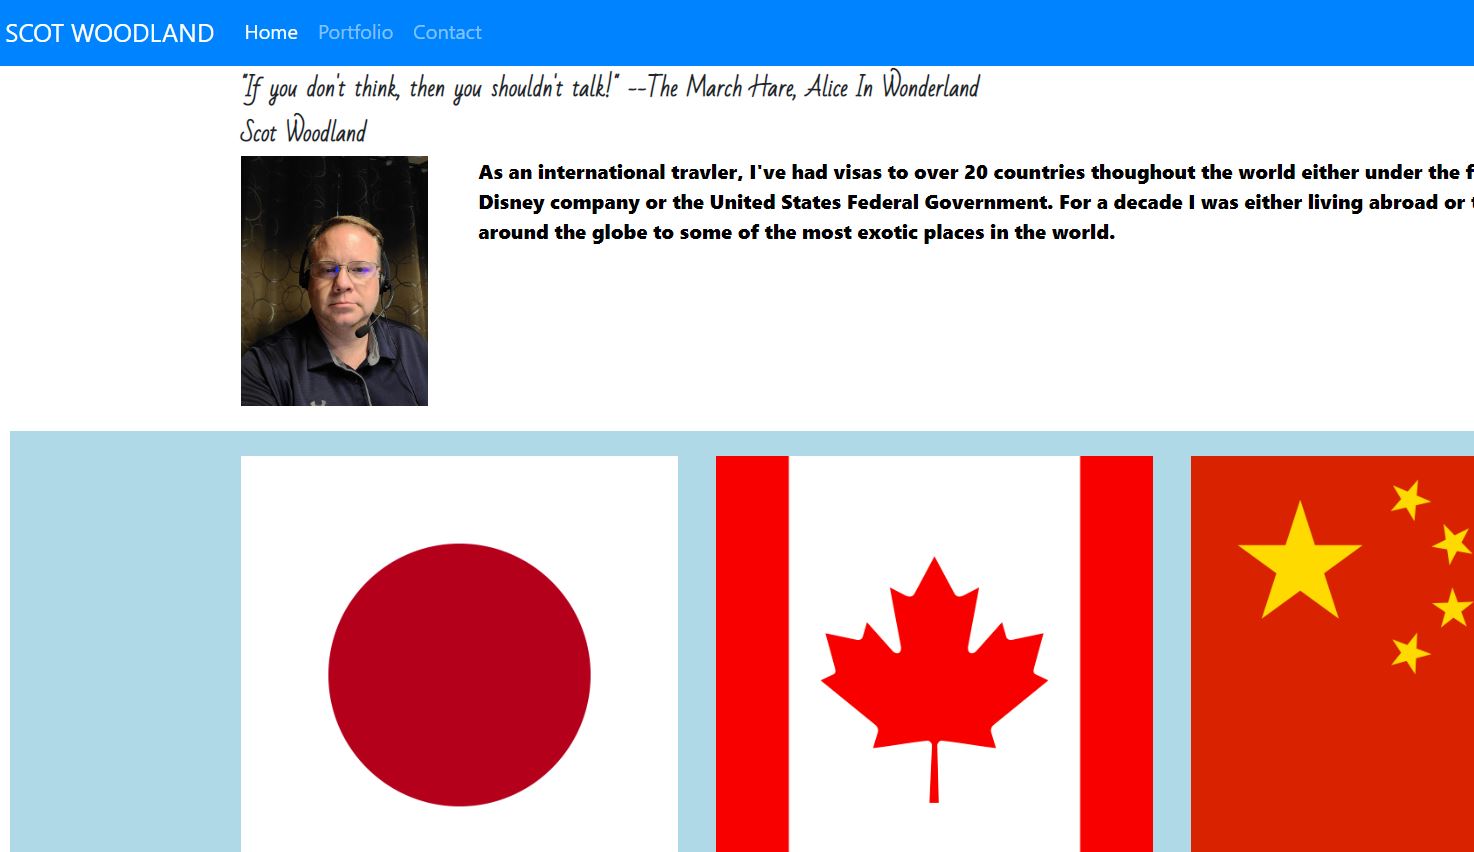 SCOT WOODLAND Home Portfolio Contact
"If you don't think, then you shouldn't talk!" --The March Hare, Alice In Wonderland
Scot Woodland
As an international travler, I've had visas to over 20 countries thoughout the world either under the
Disney company or the United States Federal Government. For a decade I was either living abroad or
around the globe to some of the most exotic places in the world.